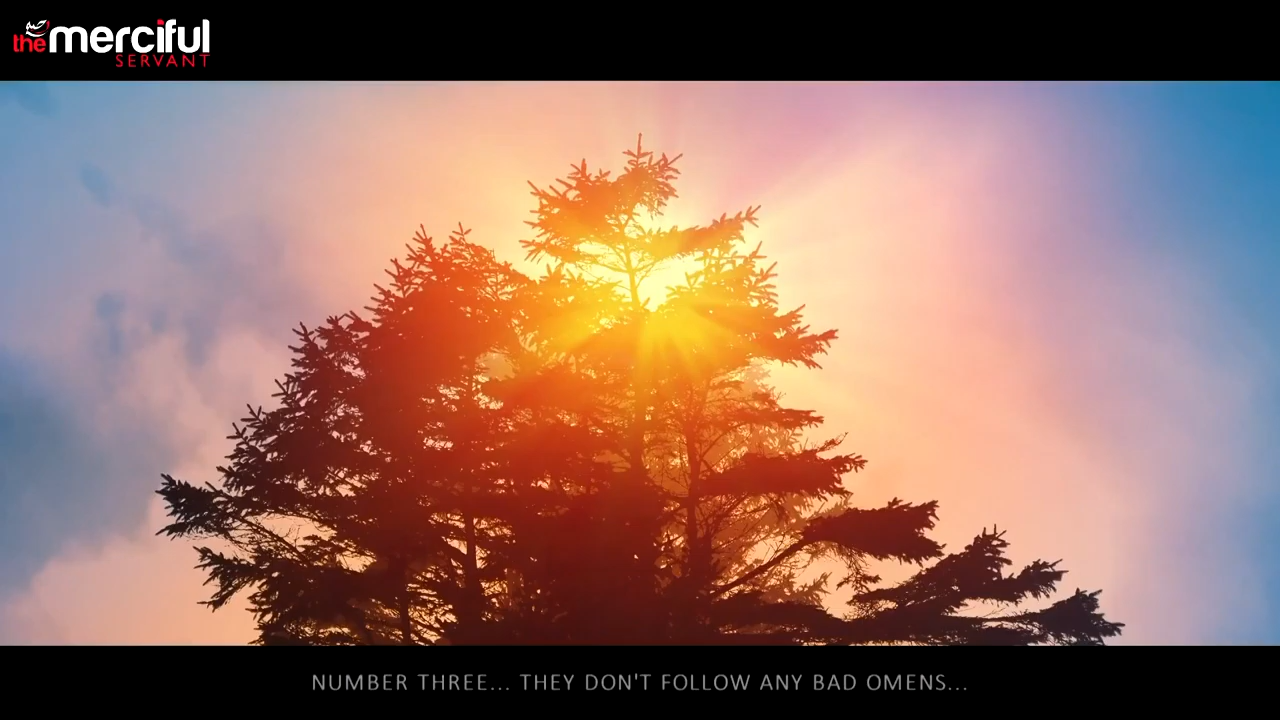 the merciful
SERVANT
NUMBER THREE... THEY DON'T FOLLOW ANY BAD OMENS...